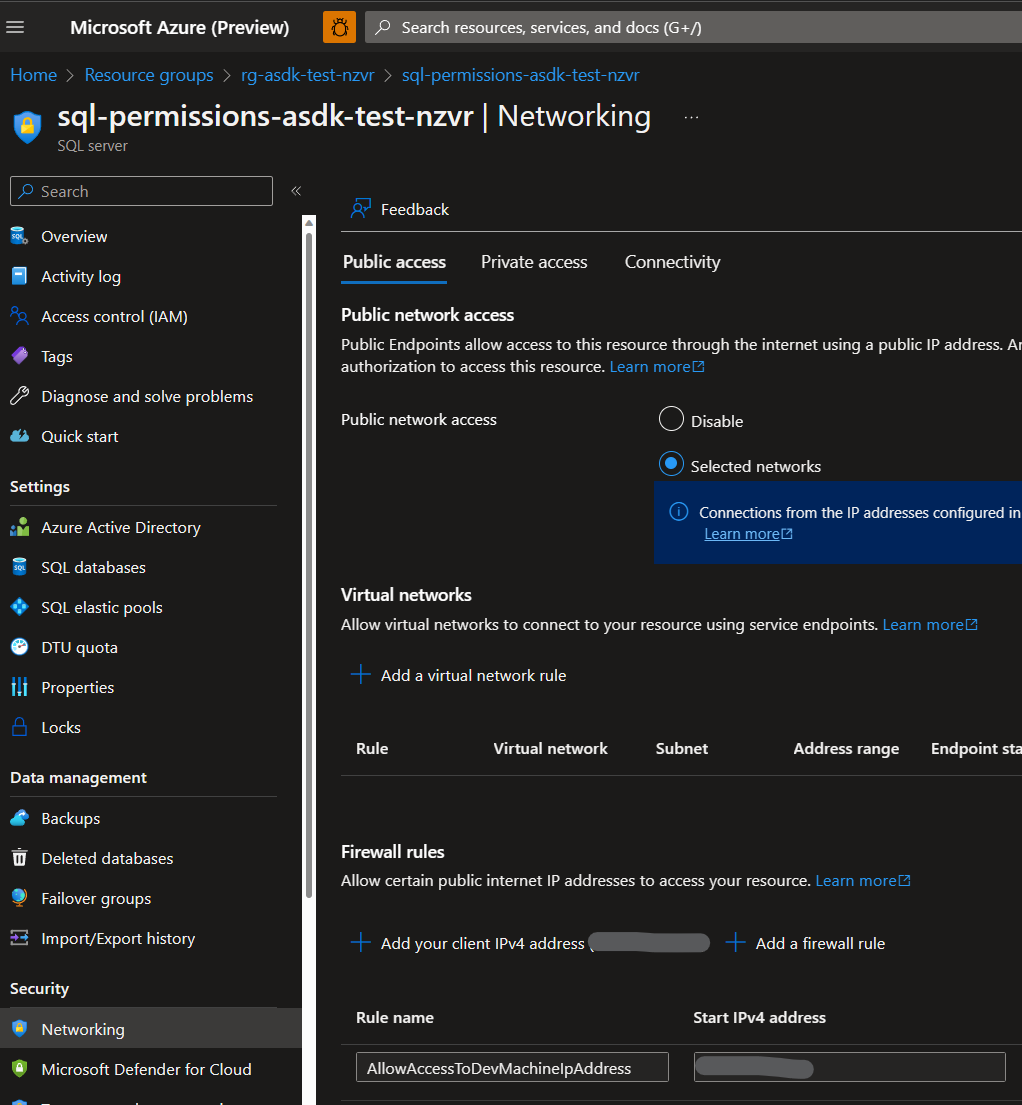 Microsoft Azure (Preview)
Search resources, services, and docs (G+/)
Home > Resource groups > rg-asdk-test-nzvr > sql-permissions-asdk-test-nzvr
sql-permissions-asdk-test-nzvr | Networking ...
SQL server
Search
«
Overview
Activity log
Access control (IAM)
Tags
Diagnose and solve problems
Quick start
Settings
Azure Active Directory
SQL databases
SQL elastic pools
DTU quota
Properties
Locks
Data management
Backups
Deleted databases
Failover groups
Import/Export history
Security
Networking
Microsoft Defender for Cloud
Feedback
Public access Private access Connectivity
Public network access
Public Endpoints allow access to this resource through the internet using a public IP address.
authorization to access this resource. Learn more
Public network access
Disable
Selected networks
Connections from the IP addresses configured in
Learn more
Virtual networks
Allow virtual networks to connect to your resource using service endpoints. Learn more
+ Add a virtual network rule
Rule Virtual network Subnet Address range Endpoint sta
Firewall rules
Allow certain public internet IP addresses to access your resource. Learn more
+ Add your client IPv4 address ( + Add a firewall rule
Rule name Start IPv4 address
AllowAccessToDevMachineIpAddress